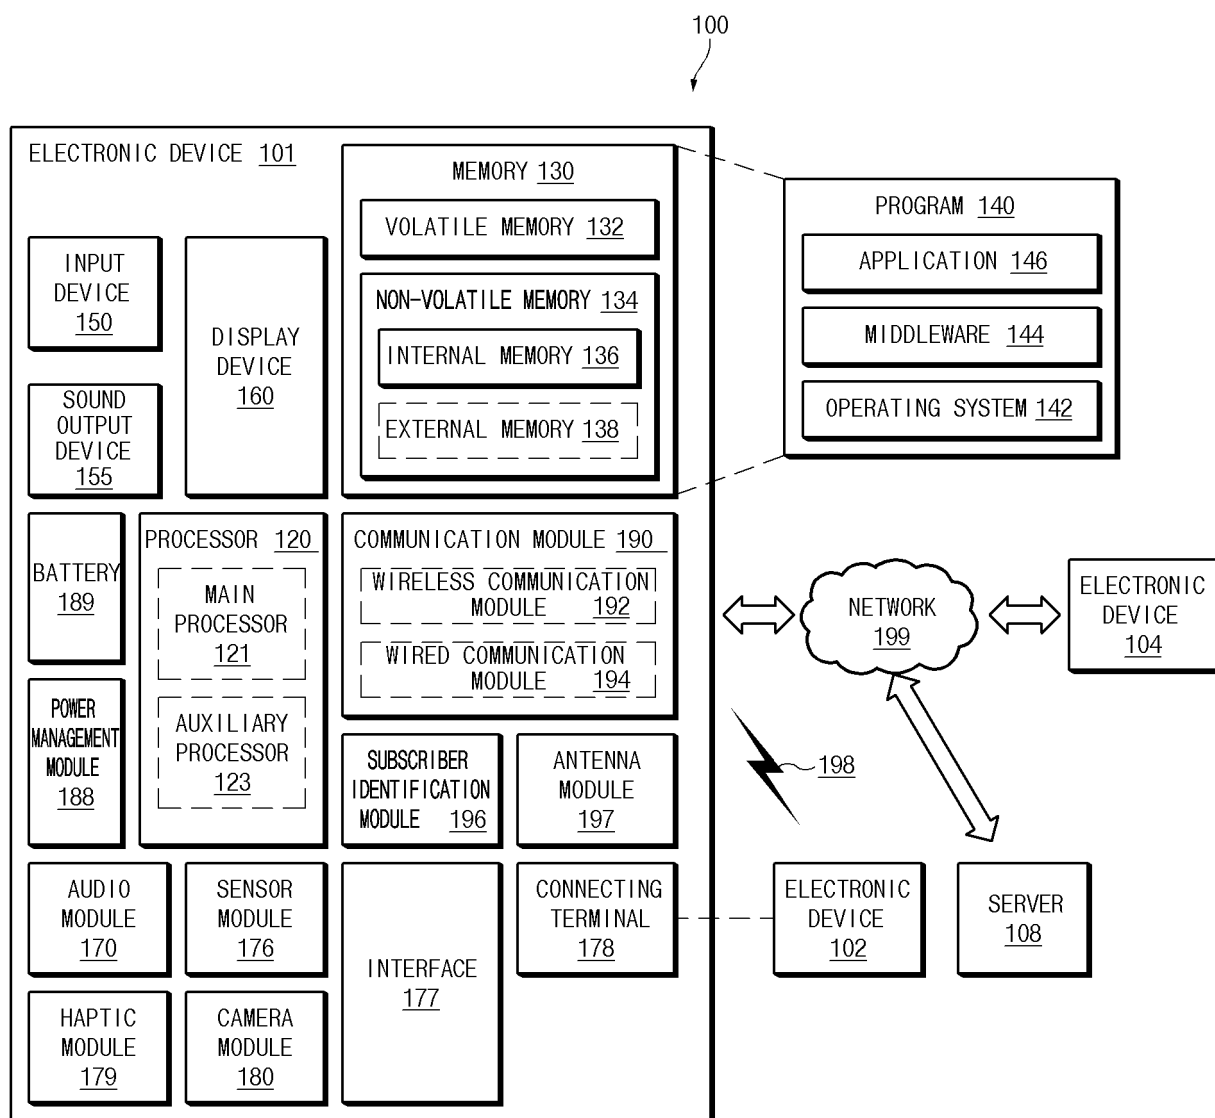 100
ELECTRONIC DEVICE 101
MEMORY 130
VOLATILE MEMORY 132
NON-VOLATILE MEMORY 134
INTERNAL MEMORY 136
EXTERNAL MEMORY 138
PROGRAM 140
APPLICATION 146
MIDDLEWARE 144
OPERATING SYSTEM 142
INPUT
DEVICE
150
DISPLAY
DEVICE
160
SOUND
OUTPUT
DEVICE
155
BATTERY
189
PROCESSOR 120
MAIN
PROCESSOR
121
AUXILIARY
PROCESSOR
123
COMMUNICATION MODULE 190
WIRELESS COMMUNICATION
MODULE 192
WIRED COMMUNICATION
MODULE 194
NETWORK
199
ELECTRONIC
DEVICE
104
POWER
MANAGEMENT
MODULE
188
SUBSCRIBER
IDENTIFICATION
MODULE 196
ANTENNA
MODULE
197
198
AUDIO
MODULE
170
SENSOR
MODULE
176
INTERFACE
177
CONNECTING
TERMINAL
178
ELECTRONIC
DEVICE
102
SERVER
108
HAPTIC
MODULE
179
CAMERA
MODULE
180